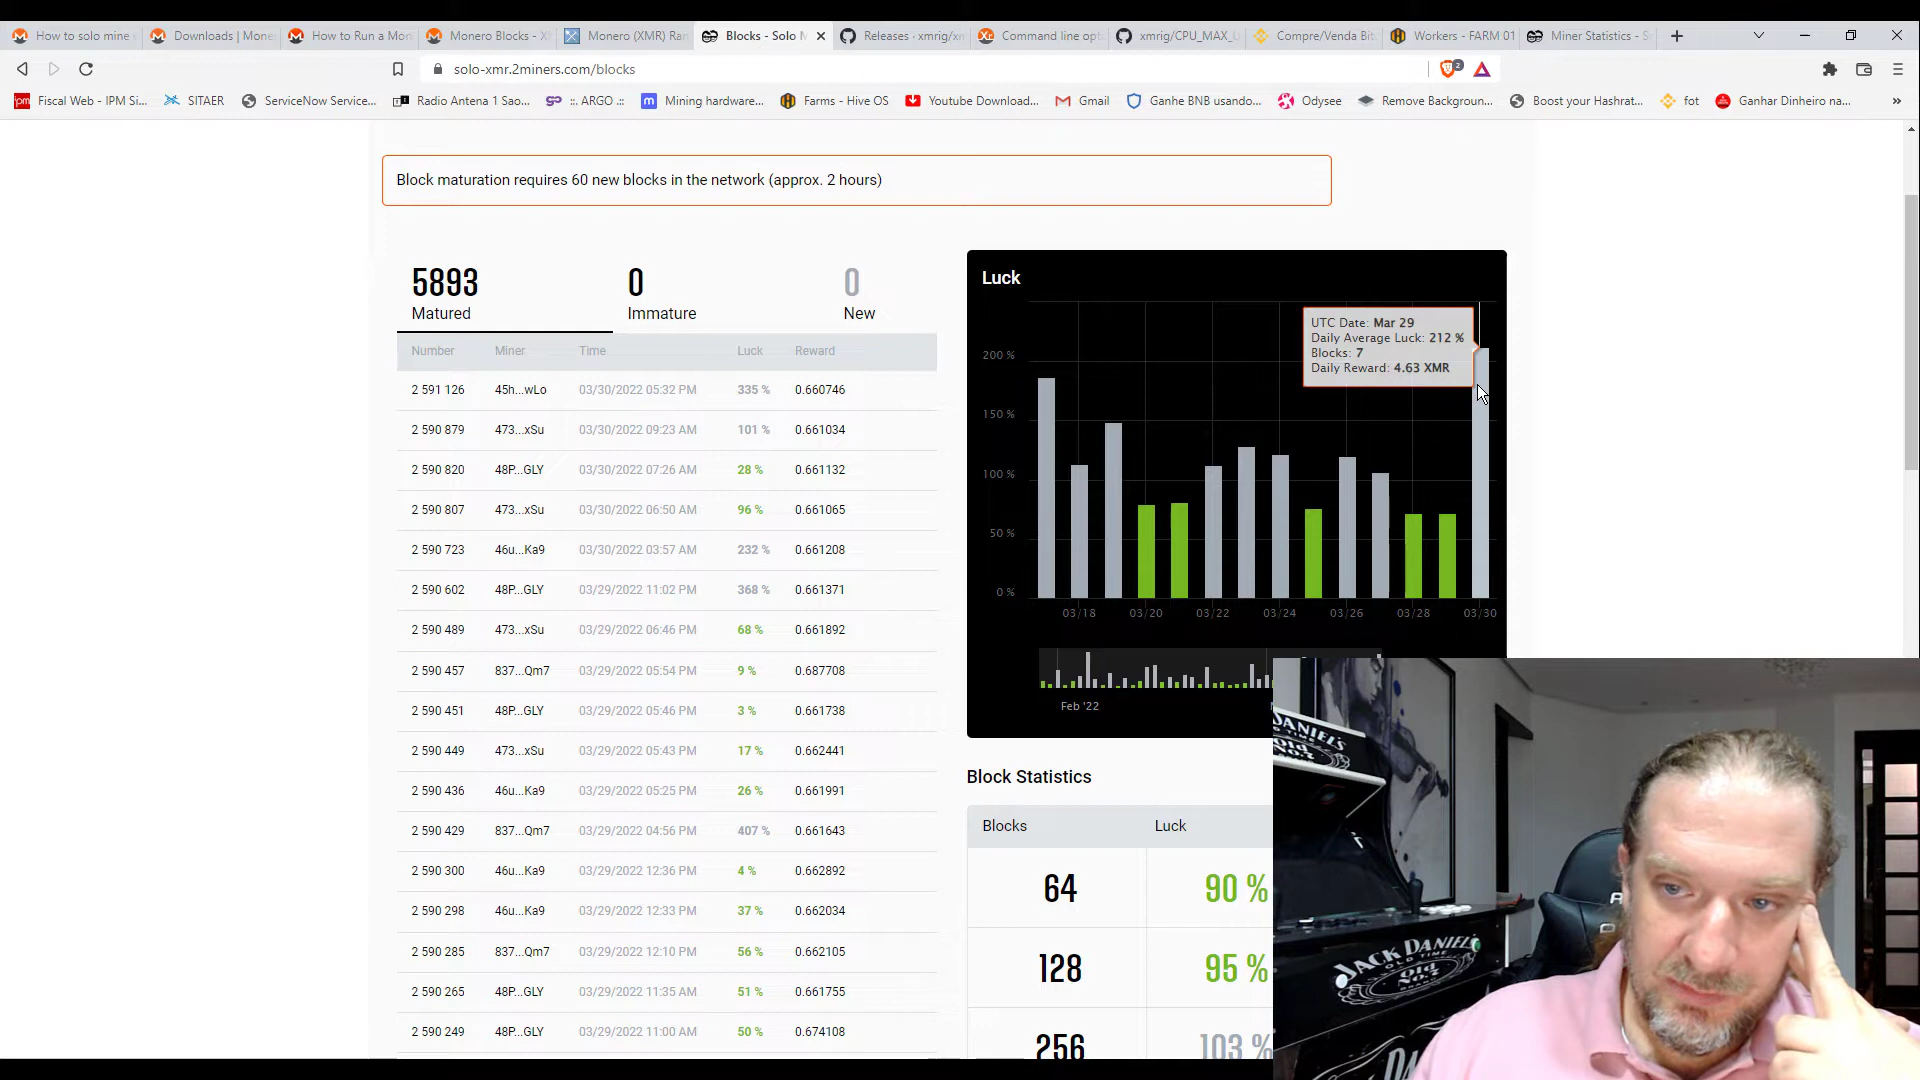 How to solo mine
Downloads | Mone
How to Run a Mon
Monero Blocks - X
Monero (XMR) Ran
Blocks - Solo M
Releases · xmrig/xm
Command line opt
xmrig/CPU_MAX_U
Compre/Venda Bit
Workers - FARM 01
Miner Statistics - S
solo-xmr.2miners.com/blocks
2
Fiscal Web - IPM Si...
SITAER
ServiceNow Service...
Radio Antena 1 Sao...
::. ARGO .::
Mining hardware...
Farms - Hive OS
Youtube Download...
Gmail
Ganhe BNB usando...
Odysee
Remove Backgroun...
Boost your Hashrat...
fot
Ganhar Dinheiro na...
»
Block maturation requires 60 new blocks in the network (approx. 2 hours)
5893 0 0
Matured Immature New
Number Miner Time Luck Reward
2 591 126 45h...wLo 03/30/2022 05:32 PM 335 % 0.660746
2 590 879 473...xSu 03/30/2022 09:23 AM 101 % 0.661034
2 590 820 48P...GLY 03/30/2022 07:26 AM 28 % 0.661132
2 590 807 473...xSu 03/30/2022 06:50 AM 96 % 0.661065
2 590 723 46u...Ka9 03/30/2022 03:57 AM 232 % 0.661208
2 590 602 48P...GLY 03/29/2022 11:02 PM 368 % 0.661371
2 590 489 473...xSu 03/29/2022 06:46 PM 68 % 0.661892
2 590 457 837...Qm7 03/29/2022 05:54 PM 9 % 0.687708
2 590 451 48P...GLY 03/29/2022 05:46 PM 3 % 0.661738
2 590 449 473...xSu 03/29/2022 05:43 PM 17 % 0.662441
2 590 436 46u...Ka9 03/29/2022 05:25 PM 26 % 0.661991
2 590 429 837...Qm7 03/29/2022 04:56 PM 407 % 0.661643
2 590 300 46u...Ka9 03/29/2022 12:36 PM 4 % 0.662892
2 590 298 46u...Ka9 03/29/2022 12:33 PM 37 % 0.662034
2 590 285 837...Qm7 03/29/2022 12:10 PM 56 % 0.662105
2 590 265 48P...GLY 03/29/2022 11:35 AM 51 % 0.661755
2 590 249 48P...GLY 03/29/2022 11:00 AM 50 % 0.674108
Luck
UTC Date: Mar 29
Daily Average Luck: 212 %
Blocks: 7
Daily Reward: 4.63 XMR
200 %
150 %
100 %
50 %
0 %
03/18 03/20 03/22 03/24 03/26 03/28 03/30
Feb '22
Block Statistics
Blocks Luck
64 90 %
128 95 %
256 103 %
DANIEL'S
JACK DANIEL'S
OLD TIME
Old
NO.7